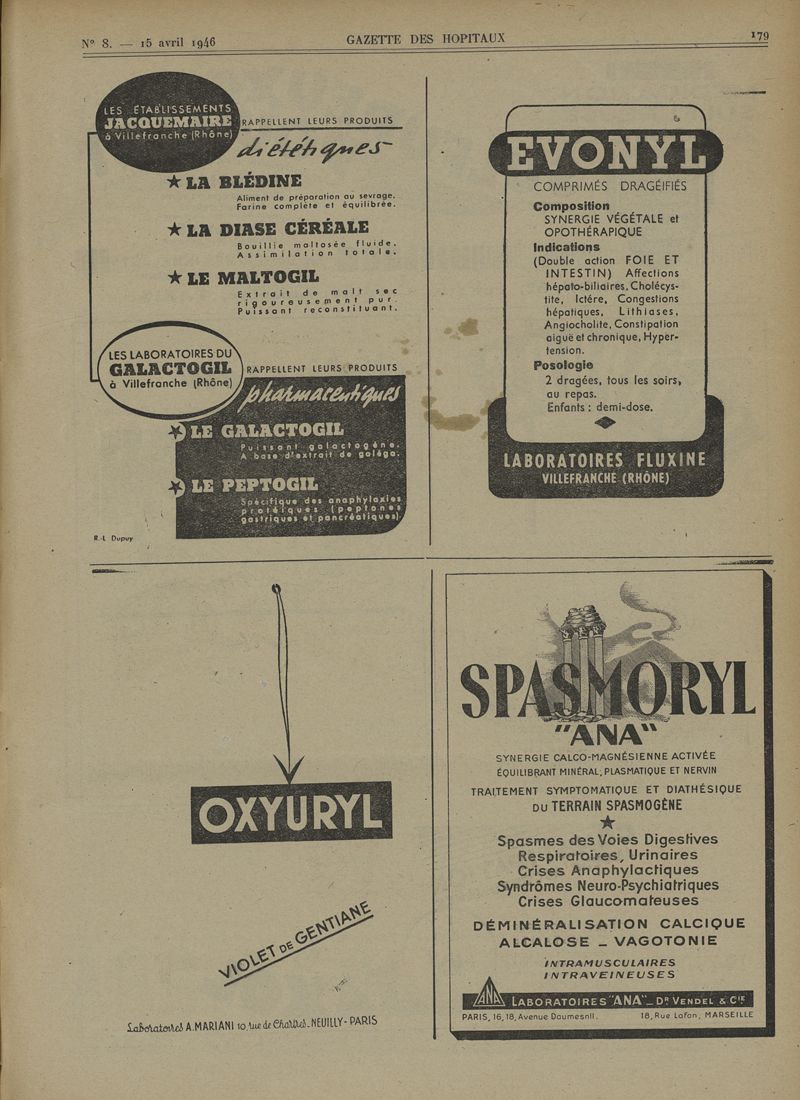 N° 8. — 15 avril 1946
GAZETTE DES HOPITAUX
179
LES ÉTABLISSEMENTS
JACQUEMAIRE
à Villefranche (Rhône)
RAPPELLENT LEURS PRODUITS
diététiques
★ LA BLÉDINE
Aliment de préparation au sevrage.
Farine complète et équilibrée.
★ LA DIASE CÉRÉALE
Bouillie maltosée fluide.
Assimilation totale.
★ LE MALTOGIL
Extrait de malt sec
rigoureusement pur.
Puissant reconstituant.
LES LABORATOIRES DU
GALACTOGIL
à Villefranche (Rhône)
RAPPELLENT LEURS PRODUITS
pharmaceutiques
★ LE GALACTOGIL
Puissant galactogène.
A base d'extrait de galéga.
★ LE PEPTOGIL
Spécifique des anaphylaxies
protéiques (peptones
gastriques et pancréatiques)
R.-L. Dupuy
EVONYL
COMPRIMÉS DRAGÉIFIÉS
Composition
SYNERGIE VÉGÉTALE et
OPOTHÉRAPIQUE
Indications
(Double action FOIE ET
INTESTIN) Affections
hépato-biliaires, Cholécys-
tite, Ictére, Congestions
hépatiques, Lithiases,
Angiocholite, Constipation
aiguë et chronique, Hyper-
tension.
Posologie
2 dragées, tous les soirs,
au repas.
Enfants : demi-dose.
LABORATOIRES FLUXINE
VILLEFRANCHE (RHÔNE)
OXYURYL
VIOLET DE GENTIANE
Laboratoires A. MARIANI 10, rue de Chartres - NEUILLY - PARIS
SPASMORYL
"ANA"
SYNERGIE CALCO-MAGNÉSIENNE ACTIVÉE
ÉQUILIBRANT MINÉRAL, PLASMATIQUE ET NERVIN
TRAITEMENT SYMPTOMATIQUE ET DIATHÉSIQUE
DU TERRAIN SPASMOGÈNE
★
Spasmes des Voies Digestives
Respiratoires, Urinaires
Crises Anaphylactiques
Syndrômes Neuro-Psychiatriques
Crises Glaucomateuses
DÉMINÉRALISATION CALCIQUE
ALCALOSE _ VAGOTONIE
INTRAMUSCULAIRES
INTRAVEINEUSES
ANA LABORATOIRES "ANA" _ DR VENDEL & CIE
PARIS, 16, 18, Avenue Daumesnil. 18, Rue Lafon, MARSEILLE